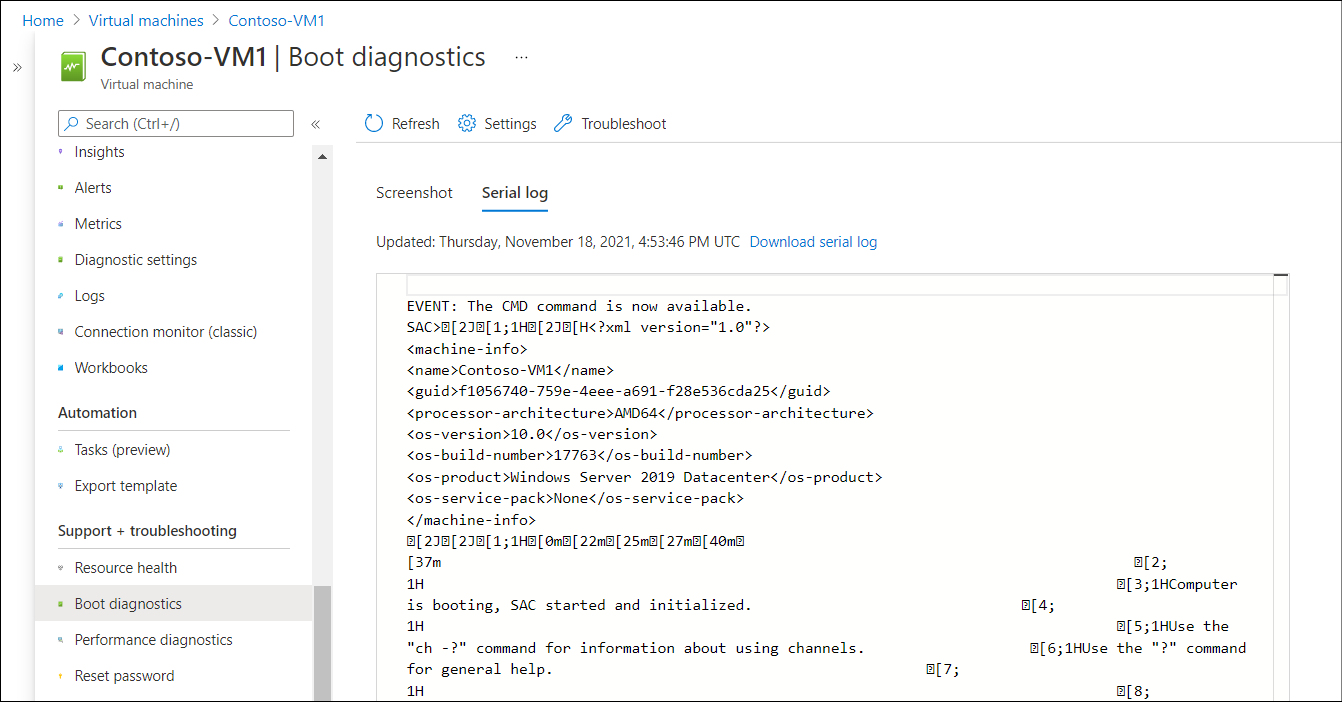 Home > Virtual machines > Contoso-VM1
»
Contoso-VM1 | Boot diagnostics ...
Virtual machine
Search (Ctrl+/)
«
Insights
Alerts
Metrics
Diagnostic settings
Logs
Connection monitor (classic)
Workbooks
Automation
Tasks (preview)
Export template
Support + troubleshooting
Resource health
Boot diagnostics
Performance diagnostics
Reset password
Refresh Settings Troubleshoot
Screenshot Serial log
Updated: Thursday, November 18, 2021, 4:53:46 PM UTC Download serial log
EVENT: The CMD command is now available.
SAC>␛[2J␛[1;1H␛[2J␛[H<?xml version="1.0"?>
<machine-info>
<name>Contoso-VM1</name>
<guid>f1056740-759e-4eee-a691-f28e536cda25</guid>
<processor-architecture>AMD64</processor-architecture>
<os-version>10.0</os-version>
<os-build-number>17763</os-build-number>
<os-product>Windows Server 2019 Datacenter</os-product>
<os-service-pack>None</os-service-pack>
</machine-info>
␛[2J␛[2J␛[1;1H␛[0m␛[22m␛[25m␛[27m␛[40m␛
[37m ␛[2;
1H ␛[3;1HComputer
is booting, SAC started and initialized. ␛[4;
1H ␛[5;1HUse the
"ch -?" command for information about using channels. ␛[6;1HUse the "?" command
for general help. ␛[7;
1H ␛[8;